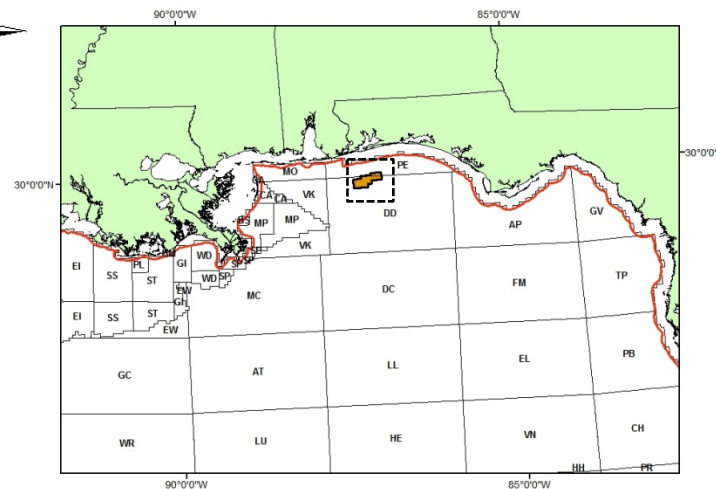 90°0'0"W 85°0'0"W
30°0'0"N
30°0'0"
MO PE
CA VK
MP MP
DD
GV
AP
VK
EI SS PL ST GI WD
WD SP
EW
GI
MC DC FM TP
EI SS ST
EW
GC AT LL EL PB
WR LU HE VN CH
HH PR
90°0'0"W 85°0'0"W